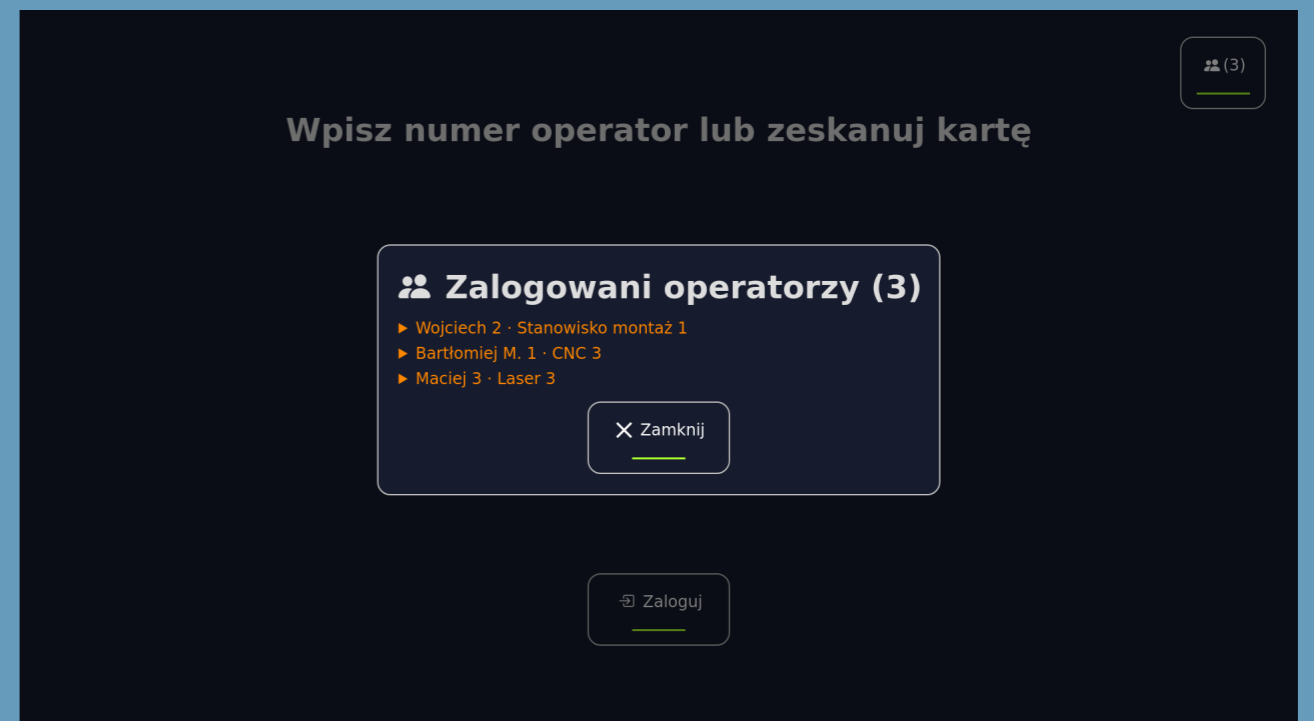 (3)
Wpisz numer operator lub zeskanuj kartę
Zalogowani operatorzy (3)
Wojciech 2 · Stanowisko montaż 1
Bartłomiej M. 1 · CNC 3
Maciej 3 · Laser 3
Zamknij
Zaloguj